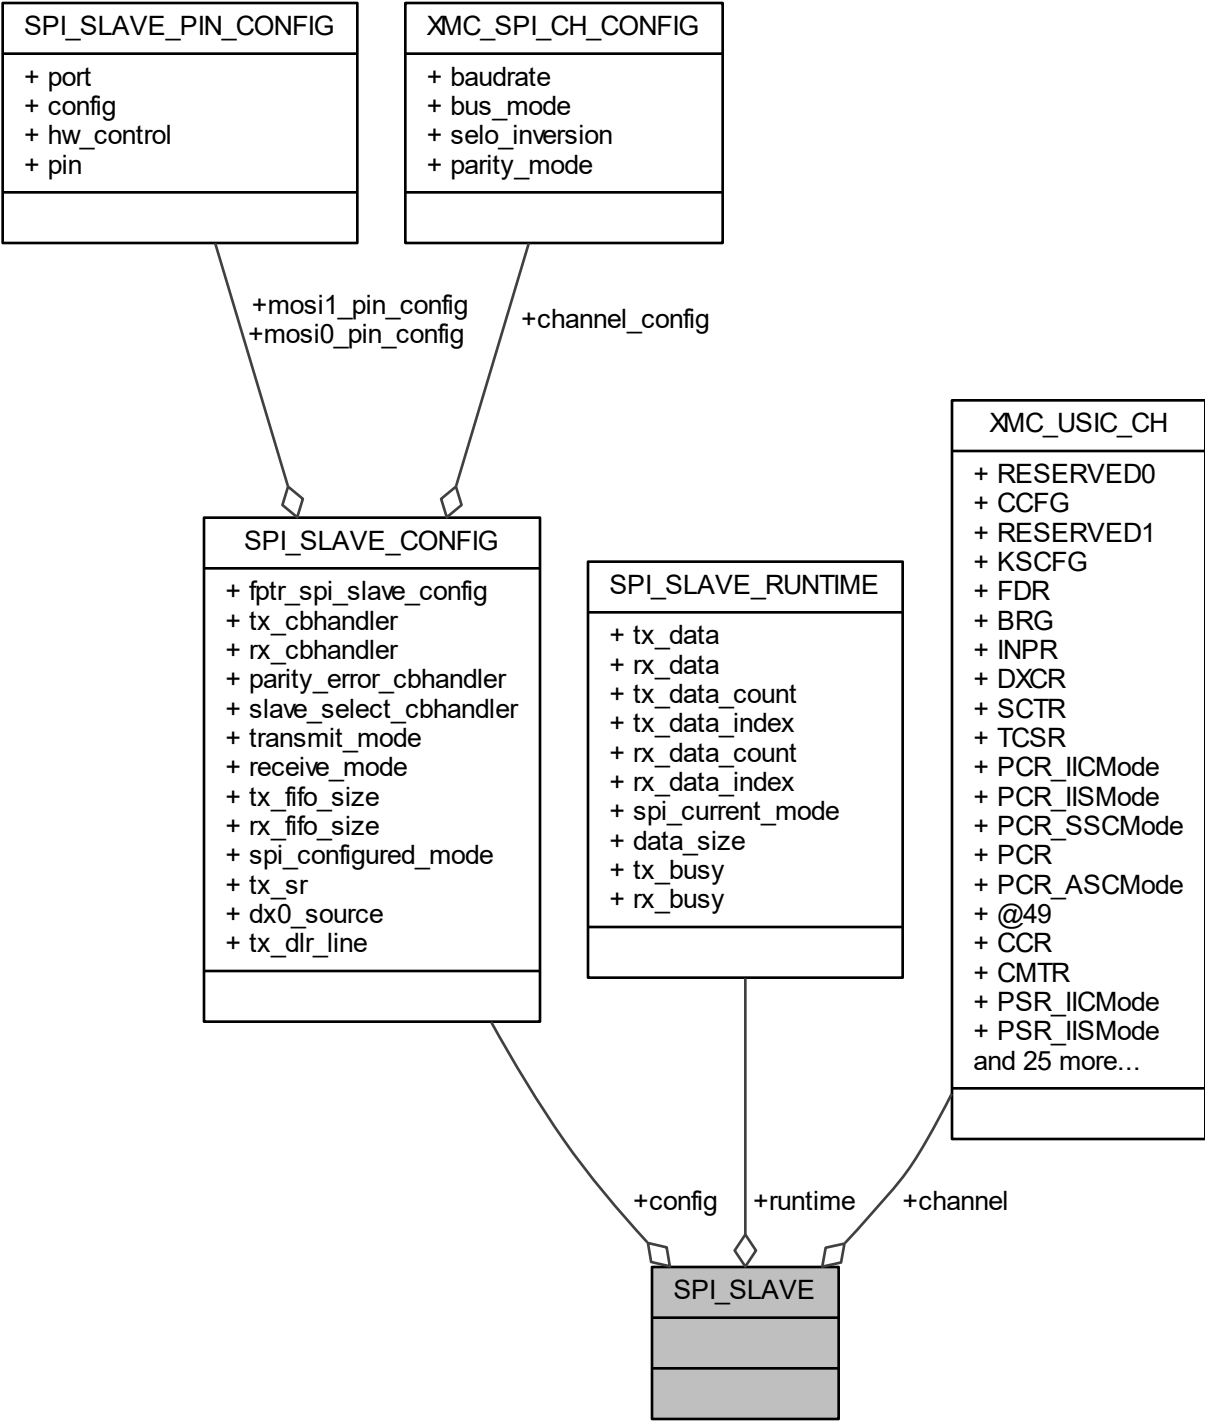 SPI_SLAVE_PIN_CONFIG
+ port
+ config
+ hw_control
+ pin
XMC_SPI_CH_CONFIG
+ baudrate
+ bus_mode
+ selo_inversion
+ parity_mode
+mosi1_pin_config
+mosi0_pin_config
+channel_config
SPI_SLAVE_CONFIG
+ fptr_spi_slave_config
+ tx_cbhandler
+ rx_cbhandler
+ parity_error_cbhandler
+ slave_select_cbhandler
+ transmit_mode
+ receive_mode
+ tx_fifo_size
+ rx_fifo_size
+ spi_configured_mode
+ tx_sr
+ dx0_source
+ tx_dlr_line
SPI_SLAVE_RUNTIME
+ tx_data
+ rx_data
+ tx_data_count
+ tx_data_index
+ rx_data_count
+ rx_data_index
+ spi_current_mode
+ data_size
+ tx_busy
+ rx_busy
XMC_USIC_CH
+ RESERVED0
+ CCFG
+ RESERVED1
+ KSCFG
+ FDR
+ BRG
+ INPR
+ DXCR
+ SCTR
+ TCSR
+ PCR_IICMode
+ PCR_IISMode
+ PCR_SSCMode
+ PCR
+ PCR_ASCMode
+ @49
+ CCR
+ CMTR
+ PSR_IICMode
+ PSR_IISMode
and 25 more...
+config
+runtime
+channel
SPI_SLAVE